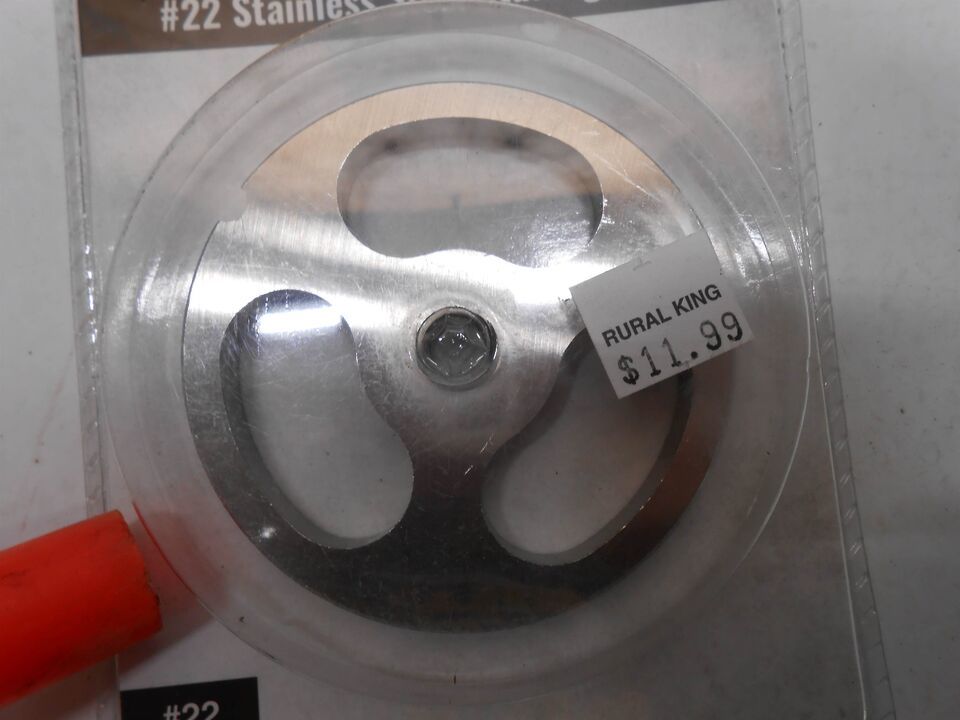 #22 Stainless
RURAL KING
$11.99
#22